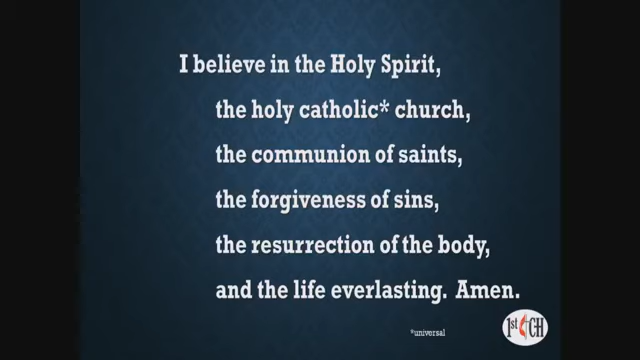 I believe in the Holy Spirit,
the holy catholic* church,
the communion of saints,
the forgiveness of sins,
the resurrection of the body,
and the life everlasting. Amen.
*universal
1st CH